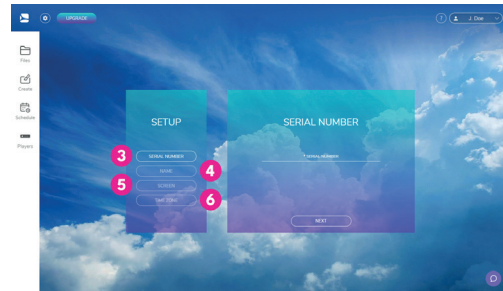 UPGRADE
?
J. Doe
Files
Create
Schedule
Players
SETUP
3
SERIAL NUMBER
NAME
4
5
SCREEN
TIME ZONE
6
SERIAL NUMBER
* SERIAL NUMBER
NEXT